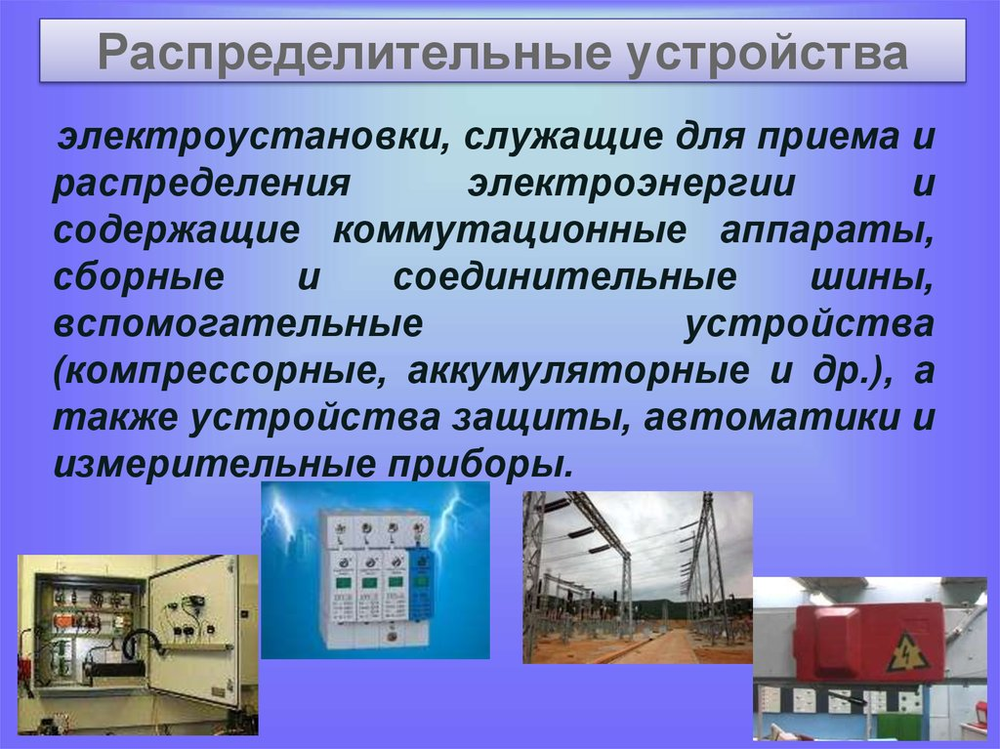 Распределительные устройства
электроустановки, служащие для приема и
распределения электроэнергии и
содержащие коммутационные аппараты,
сборные и соединительные шины,
вспомогательные устройства
(компрессорные, аккумуляторные и др.), а
также устройства защиты, автоматики и
измерительные приборы.
L L L